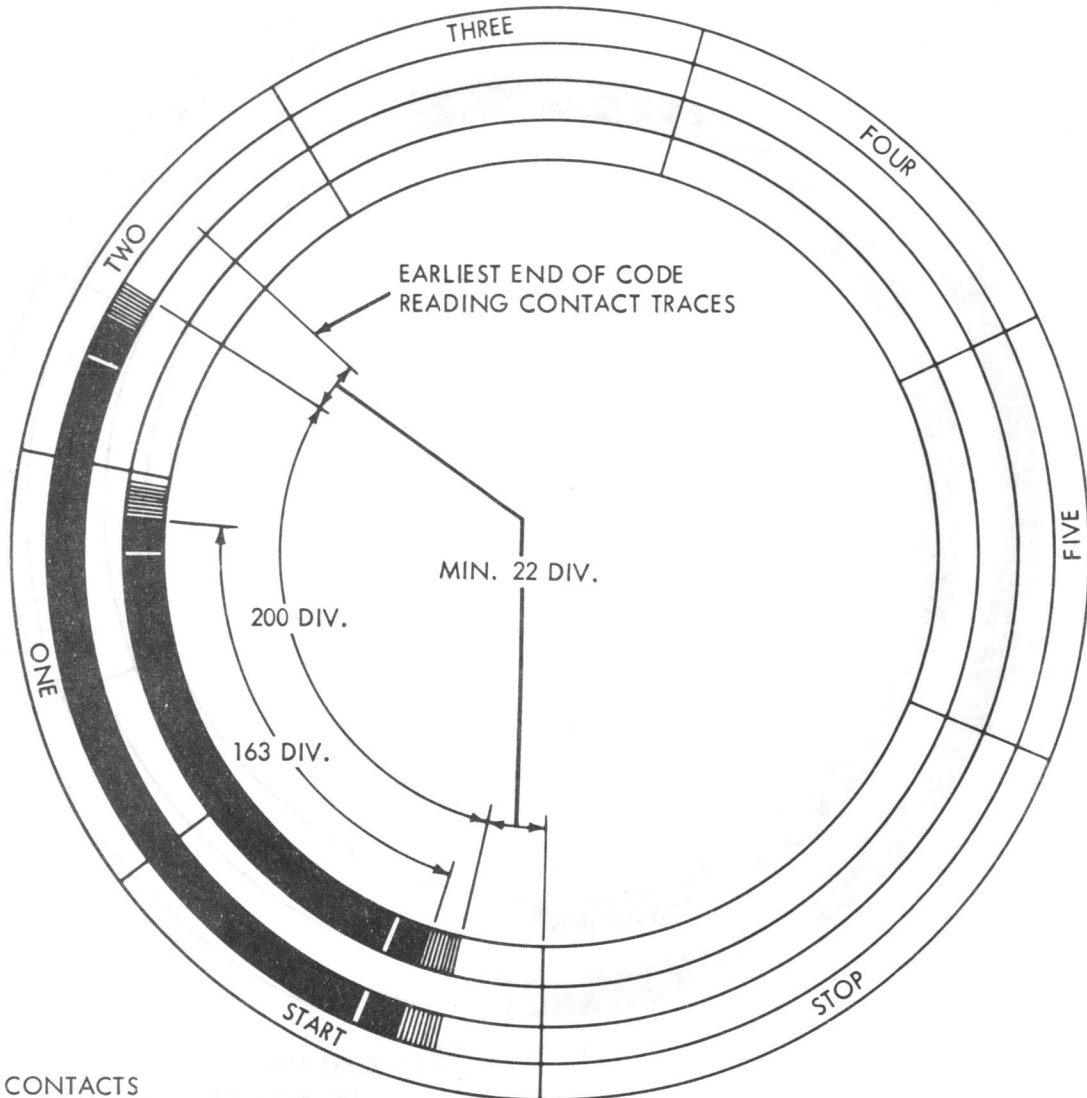 THREE
FOUR
TWO
EARLIEST END OF CODE
READING CONTACT TRACES
MIN. 22 DIV.
FIVE
200 DIV.
ONE
163 DIV.
START
STOP
CONTACTS